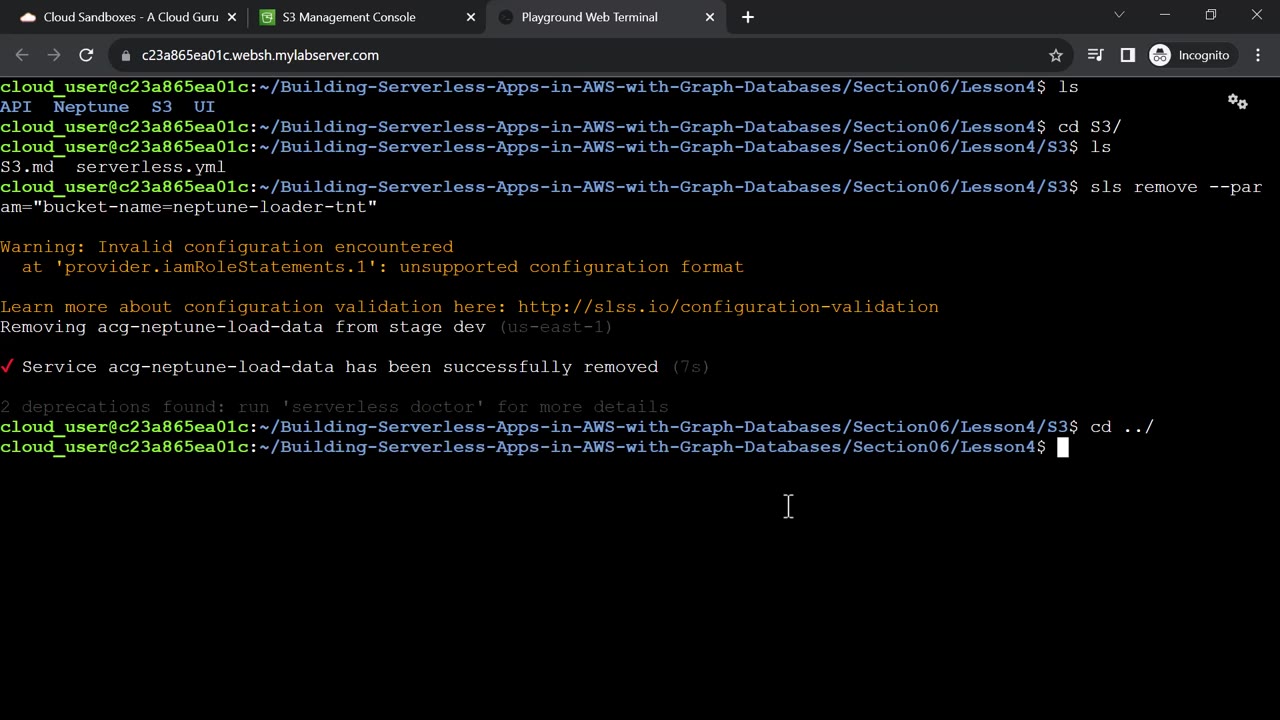 Cloud Sandboxes - A Cloud Guru
S3 Management Console
Playground Web Terminal
c23a865ea01c.websh.mylabserver.com
Incognito
cloud_user@c23a865ea01c:~/Building-Serverless-Apps-in-AWS-with-Graph-Databases/Section06/Lesson4$ ls
API  Neptune  S3  UI
cloud_user@c23a865ea01c:~/Building-Serverless-Apps-in-AWS-with-Graph-Databases/Section06/Lesson4$ cd S3/
cloud_user@c23a865ea01c:~/Building-Serverless-Apps-in-AWS-with-Graph-Databases/Section06/Lesson4/S3$ ls
S3.md  serverless.yml
cloud_user@c23a865ea01c:~/Building-Serverless-Apps-in-AWS-with-Graph-Databases/Section06/Lesson4/S3$ sls remove --par
am="bucket-name=neptune-loader-tnt"
Warning: Invalid configuration encountered
  at 'provider.iamRoleStatements.1': unsupported configuration format
Learn more about configuration validation here: http://slss.io/configuration-validation
Removing acg-neptune-load-data from stage dev (us-east-1)
✓ Service acg-neptune-load-data has been successfully removed (7s)
2 deprecations found: run 'serverless doctor' for more details
cloud_user@c23a865ea01c:~/Building-Serverless-Apps-in-AWS-with-Graph-Databases/Section06/Lesson4/S3$ cd ../
cloud_user@c23a865ea01c:~/Building-Serverless-Apps-in-AWS-with-Graph-Databases/Section06/Lesson4$